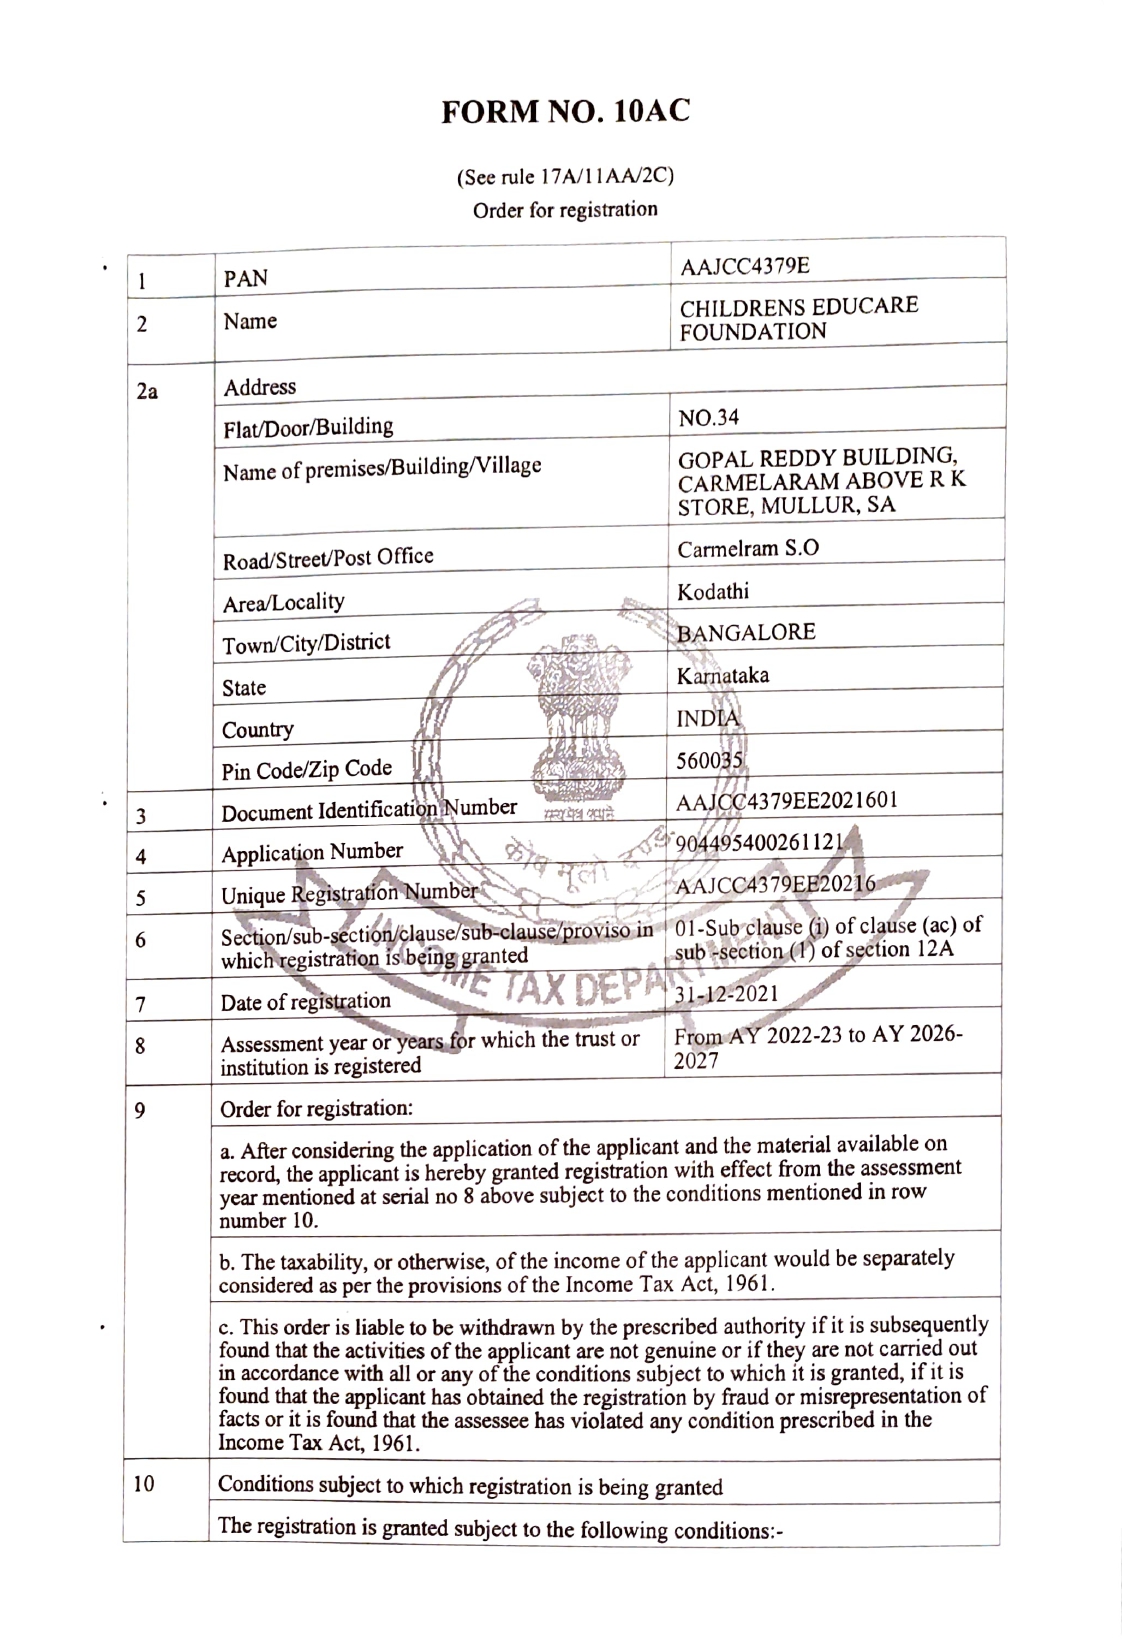 FORM NO. 10AC
(See rule 17A/11AA/2C)
Order for registration
1 PAN AAJCC4379E
2 Name CHILDRENS EDUCARE
FOUNDATION
2a Address
Flat/Door/Building NO.34
Name of premises/Building/Village GOPAL REDDY BUILDING,
CARMELARAM ABOVE R K
STORE, MULLUR, SA
Road/Street/Post Office Carmelram S.O
Area/Locality Kodathi
Town/City/District BANGALORE
State Karnataka
Country INDIA
Pin Code/Zip Code 560035
3 Document Identification Number AAJCC4379EE2021601
सत्यमेव जयते
4 Application Number 904495400261121
कोष मूलो दण्ड
5 Unique Registration Number AAJCC4379EE20216
6 Section/sub-section/clause/sub-clause/proviso in 01-Sub clause (i) of clause (ac) of
which registration is being granted sub -section (1) of section 12A
INCOME TAX DEPARTMENT
7 Date of registration 31-12-2021
8 Assessment year or years for which the trust or From AY 2022-23 to AY 2026-
institution is registered 2027
9 Order for registration:
a. After considering the application of the applicant and the material available on
record, the applicant is hereby granted registration with effect from the assessment
year mentioned at serial no 8 above subject to the conditions mentioned in row
number 10.
b. The taxability, or otherwise, of the income of the applicant would be separately
considered as per the provisions of the Income Tax Act, 1961.
c. This order is liable to be withdrawn by the prescribed authority if it is subsequently
found that the activities of the applicant are not genuine or if they are not carried out
in accordance with all or any of the conditions subject to which it is granted, if it is
found that the applicant has obtained the registration by fraud or misrepresentation of
facts or it is found that the assessee has violated any condition prescribed in the
Income Tax Act, 1961.
10 Conditions subject to which registration is being granted
The registration is granted subject to the following conditions:-